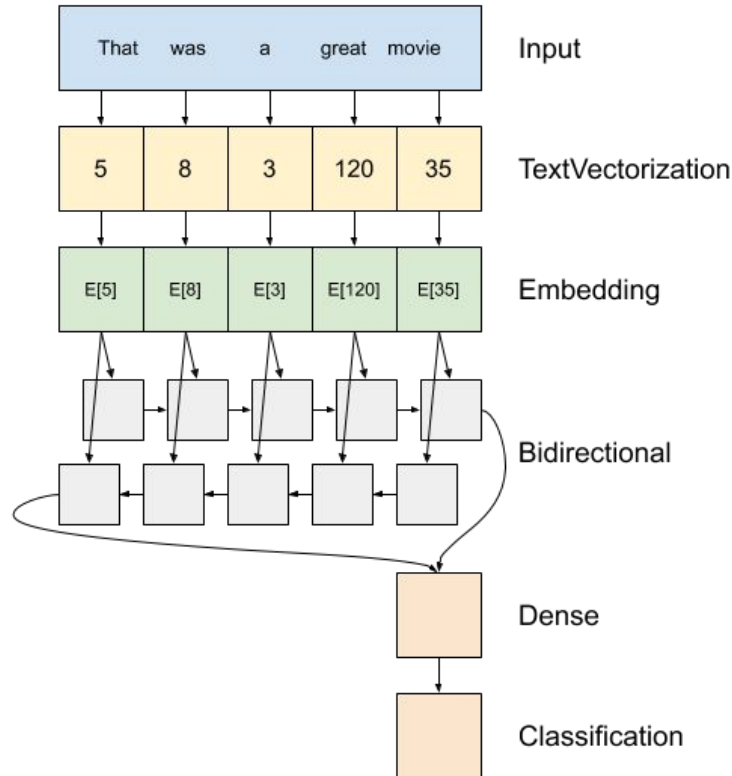 That was a great movie Input
5 8 3 120 35 TextVectorization
E[5] E[8] E[3] E[120] E[35] Embedding
Bidirectional
Dense
Classification